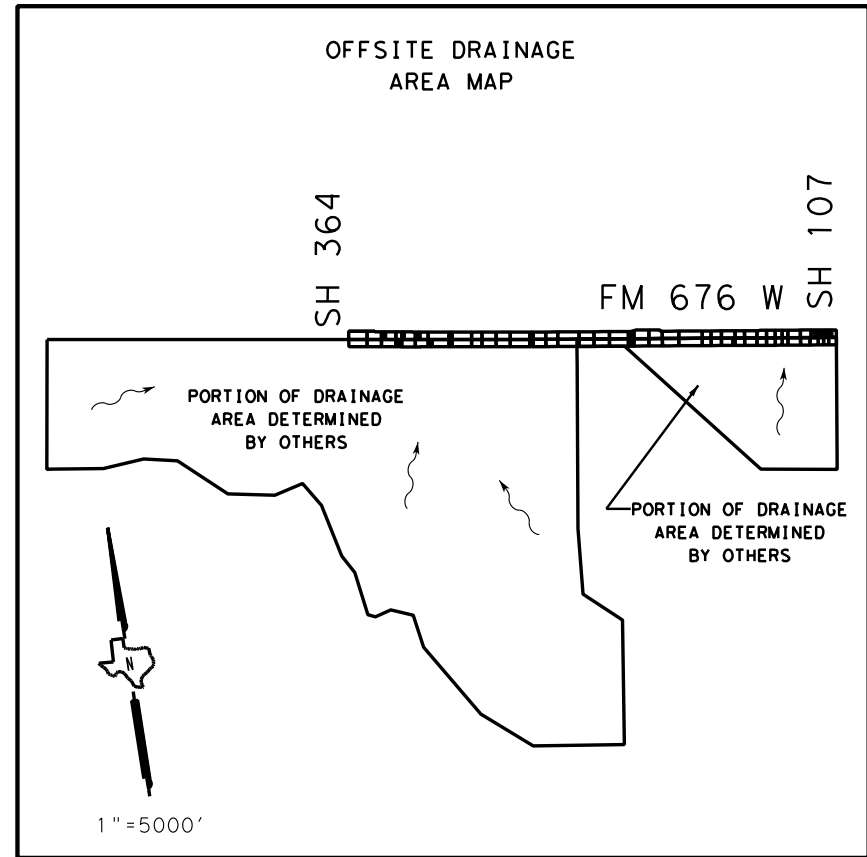 OFFSITE DRAINAGE
AREA MAP
SH 364
FM 676 W
SH 107
PORTION OF DRAINAGE
AREA DETERMINED
BY OTHERS
PORTION OF DRAINAGE
AREA DETERMINED
BY OTHERS
N
1"=5000'